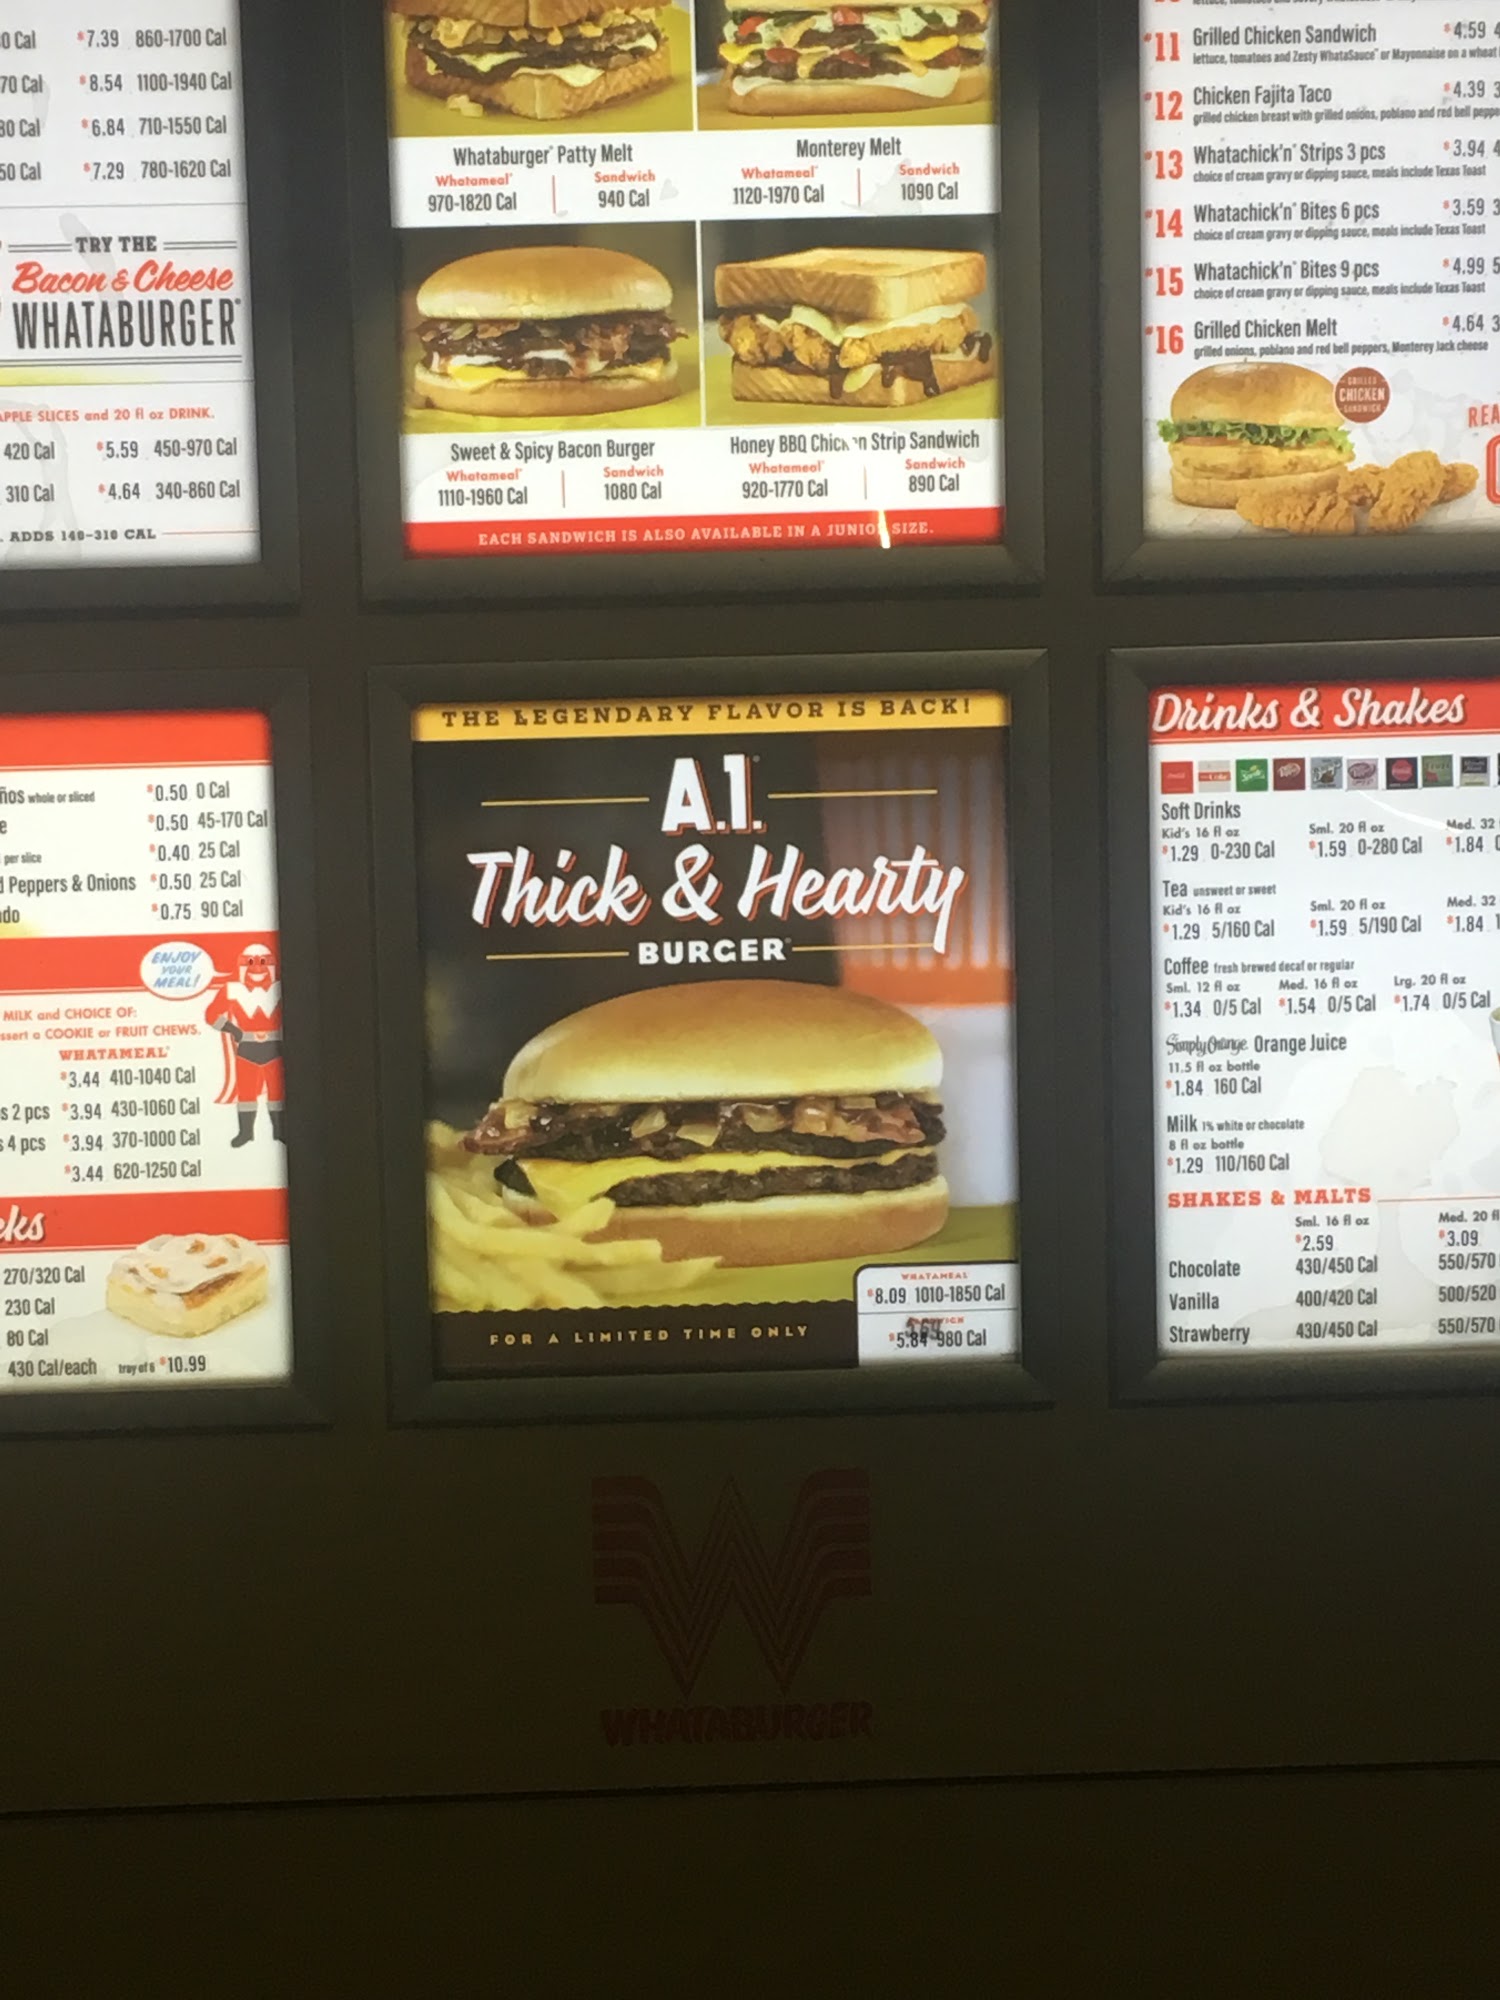 $7.39 860-1700 Cal
$8.54 1100-1940 Cal
$6.84 710-1550 Cal
$7.29 780-1620 Cal
TRY THE
Bacon & Cheese
WHATABURGER®
APPLE SLICES and 20 fl oz DRINK.
420 Cal $5.59 450-970 Cal
310 Cal $4.64 340-860 Cal
ADDS 140-310 CAL
Whataburger® Patty Melt
Whatameal® Sandwich
970-1820 Cal 940 Cal
Monterey Melt
Whatameal® Sandwich
1120-1970 Cal 1090 Cal
Sweet & Spicy Bacon Burger
Whatameal® Sandwich
1110-1960 Cal 1080 Cal
Honey BBQ Chicken Strip Sandwich
Whatameal® Sandwich
920-1770 Cal 890 Cal
EACH SANDWICH IS ALSO AVAILABLE IN A JUNIOR SIZE.
#11 Grilled Chicken Sandwich $4.59
lettuce, tomatoes and Zesty WhataSauce™ or Mayonnaise on a wheat
#12 Chicken Fajita Taco $4.39
grilled chicken breast with grilled onions, poblano and red bell
#13 Whatachick'n® Strips 3 pcs $3.94
choice of cream gravy or dipping sauce, meals include Texas Toast
#14 Whatachick'n® Bites 6 pcs $3.59
choice of cream gravy or dipping sauce, meals include Texas Toast
#15 Whatachick'n® Bites 9 pcs $4.99
choice of cream gravy or dipping sauce, meals include Texas Toast
#16 Grilled Chicken Melt $4.64
grilled onions, poblano and red bell peppers, Monterey Jack cheese
GRILLED
CHICKEN
SANDWICH
whole or sliced $0.50 0 Cal
$0.50 45-170 Cal
per slice $0.40 25 Cal
Peppers & Onions $0.50 25 Cal
$0.75 90 Cal
ENJOY
YOUR
MEAL!
MILK and CHOICE OF:
a COOKIE or FRUIT CHEWS.
WHATAMEAL®
$3.44 410-1040 Cal
2 pcs $3.94 430-1060 Cal
4 pcs $3.94 370-1000 Cal
$3.44 620-1250 Cal
270/320 Cal
230 Cal
80 Cal
430 Cal/each tray of 6 $10.99
THE LEGENDARY FLAVOR IS BACK!
A.1.®
Thick & Hearty
BURGER®
WHATAMEAL
$8.09 1010-1850 Cal
$5.84 980 Cal
FOR A LIMITED TIME ONLY
Drinks & Shakes
Soft Drinks
Kid's 16 fl oz Sml. 20 fl oz Med. 32
$1.29 0-230 Cal $1.59 0-280 Cal $1.84
Tea unsweet or sweet
Kid's 16 fl oz Sml. 20 fl oz Med. 32
$1.29 5/160 Cal $1.59 5/190 Cal $1.84
Coffee fresh brewed decaf or regular
Sml. 12 fl oz Med. 16 fl oz Lrg. 20 fl oz
$1.34 0/5 Cal $1.54 0/5 Cal $1.74 0/5 Cal
Simply Orange Orange Juice
11.5 fl oz bottle
$1.84 160 Cal
Milk 1% white or chocolate
8 fl oz bottle
$1.29 110/160 Cal
SHAKES & MALTS
Sml. 16 fl oz Med. 20 fl
$2.59 $3.09
Chocolate 430/450 Cal 550/570
Vanilla 400/420 Cal 500/520
Strawberry 430/450 Cal 550/570
WHATABURGER